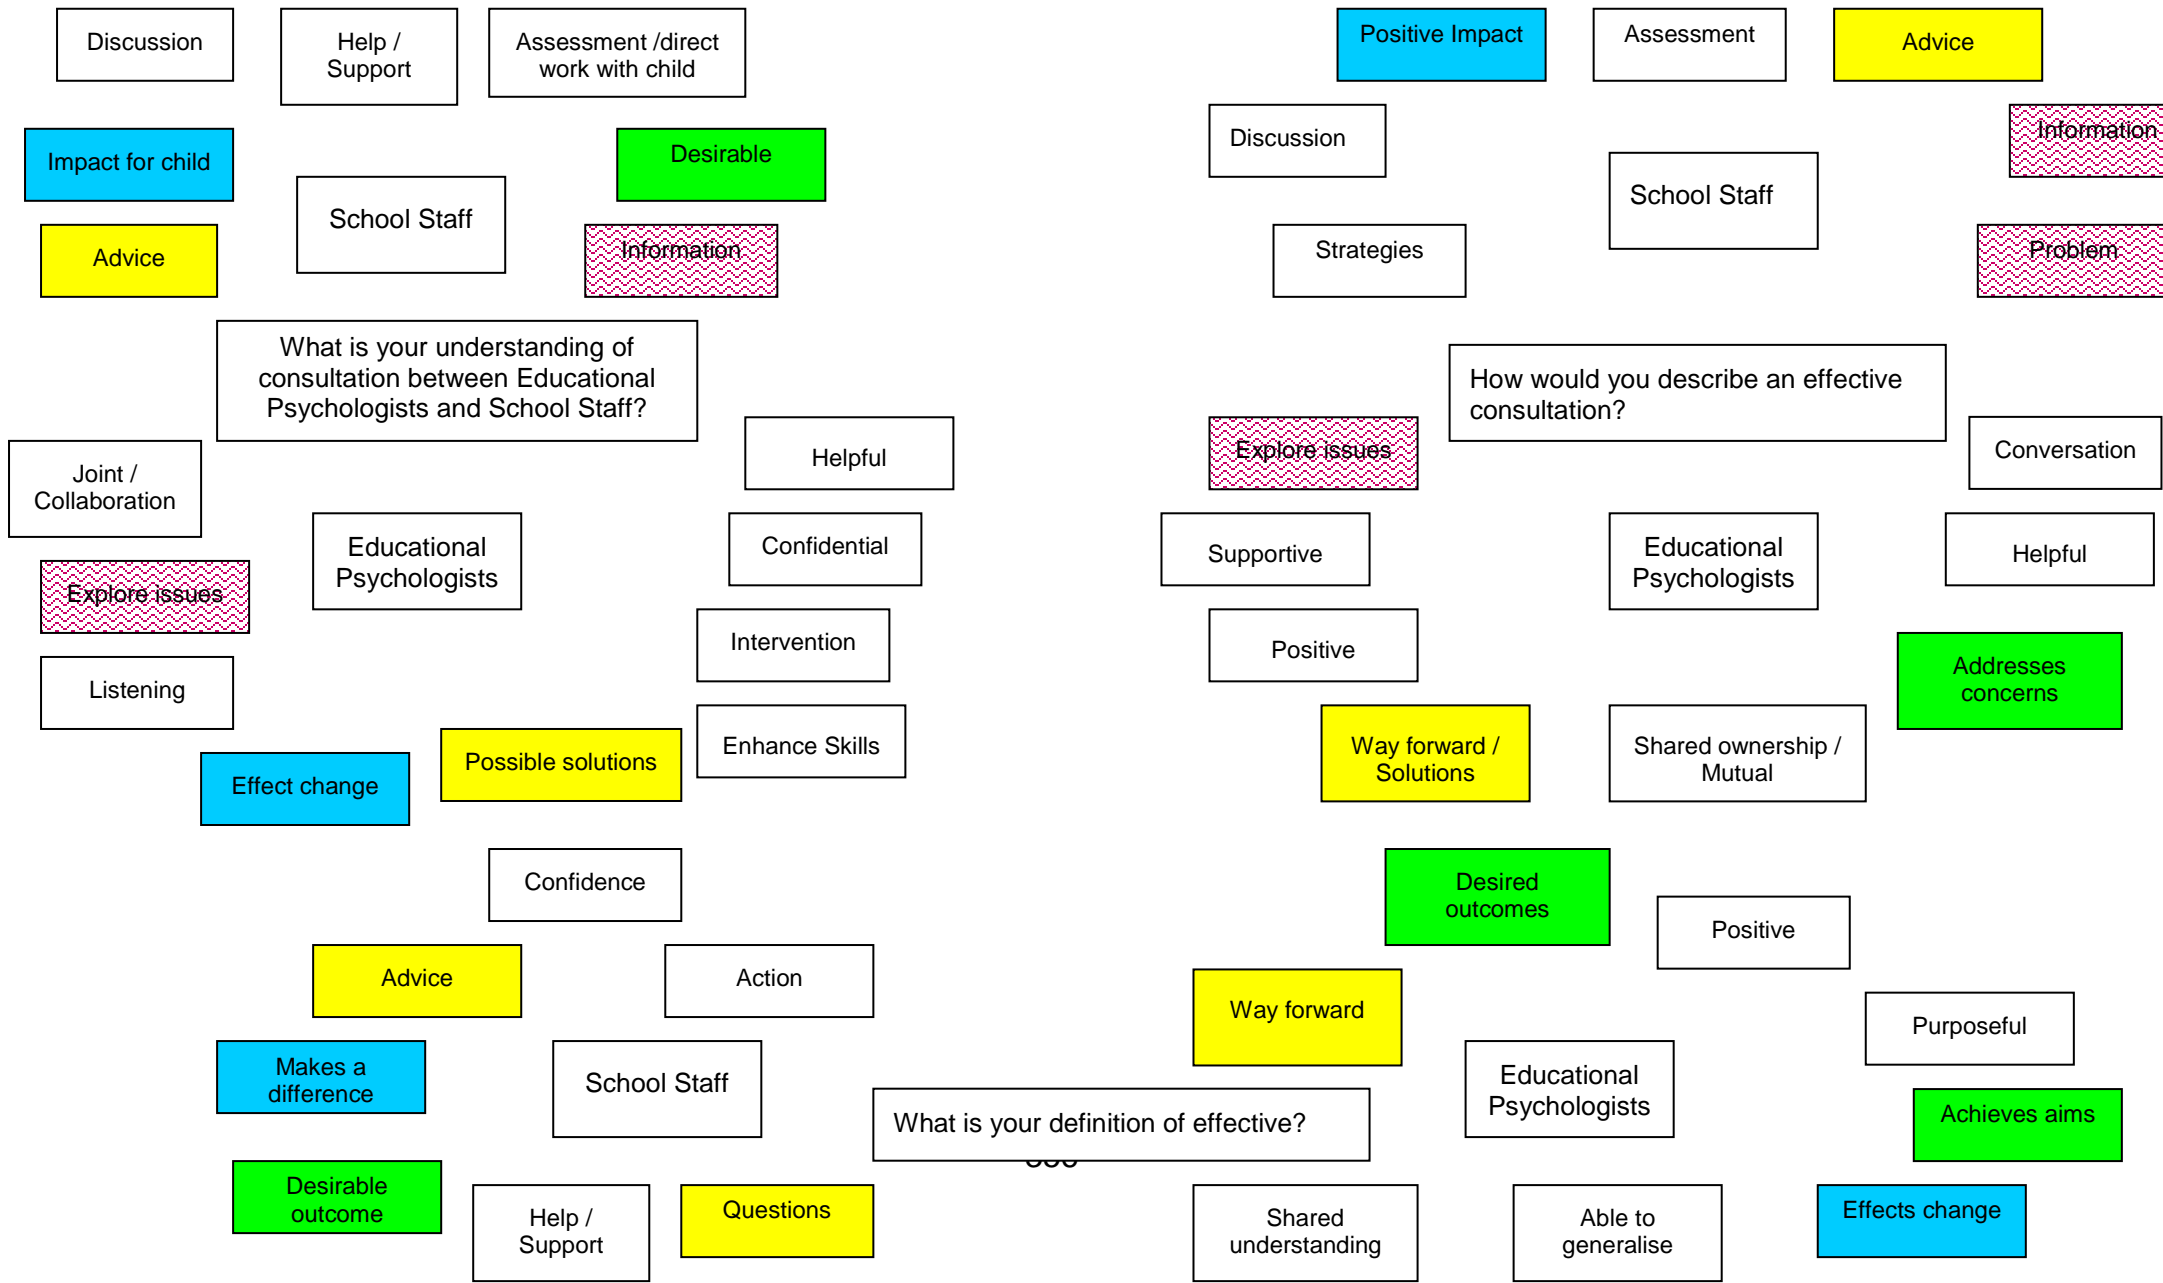 Discussion
Help /
Support
Assessment /direct
work with child
Impact for child
Desirable
School Staff
Advice
Information
What is your understanding of
consultation between Educational
Psychologists and School Staff?
Joint /
Collaboration
Helpful
Educational
Psychologists
Confidential
Explore issues
Intervention
Listening
Enhance Skills
Effect change
Possible solutions
Positive Impact
Assessment
Advice
Discussion
Information
School Staff
Strategies
Problem
How would you describe an effective
consultation?
Explore issues
Conversation
Supportive
Educational
Psychologists
Helpful
Positive
Addresses
concerns
Way forward /
Solutions
Shared ownership /
Mutual
Confidence
Advice
Action
Makes a
difference
School Staff
Desirable
outcome
Help /
Support
Questions
What is your definition of effective?
Desired
outcomes
Positive
Way forward
Purposeful
Educational
Psychologists
Achieves aims
Shared
understanding
Able to
generalise
Effects change